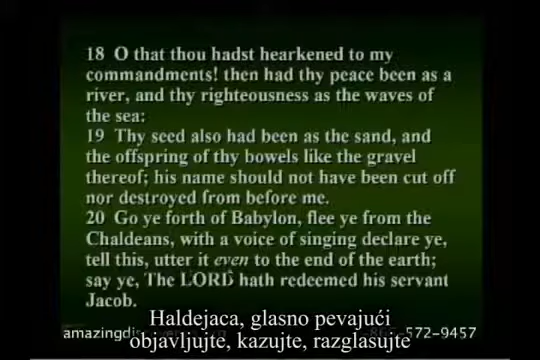 18 O that thou hadst hearkened to my
commandments! then had thy peace been as a
river, and thy righteousness as the waves of
the sea:
19 Thy seed also had been as the sand, and
the offspring of thy bowels like the gravel
thereof; his name should not have been cut off
nor destroyed from before me.
20 Go ye forth of Babylon, flee ye from the
Chaldeans, with a voice of singing declare ye,
tell this, utter it even to the end of the earth;
say ye, The LORD hath redeemed his servant
Jacob.
Haldejaca, glasno pevajući
amazingdi 572-9457
objavljujte, kazujte, razglasujte